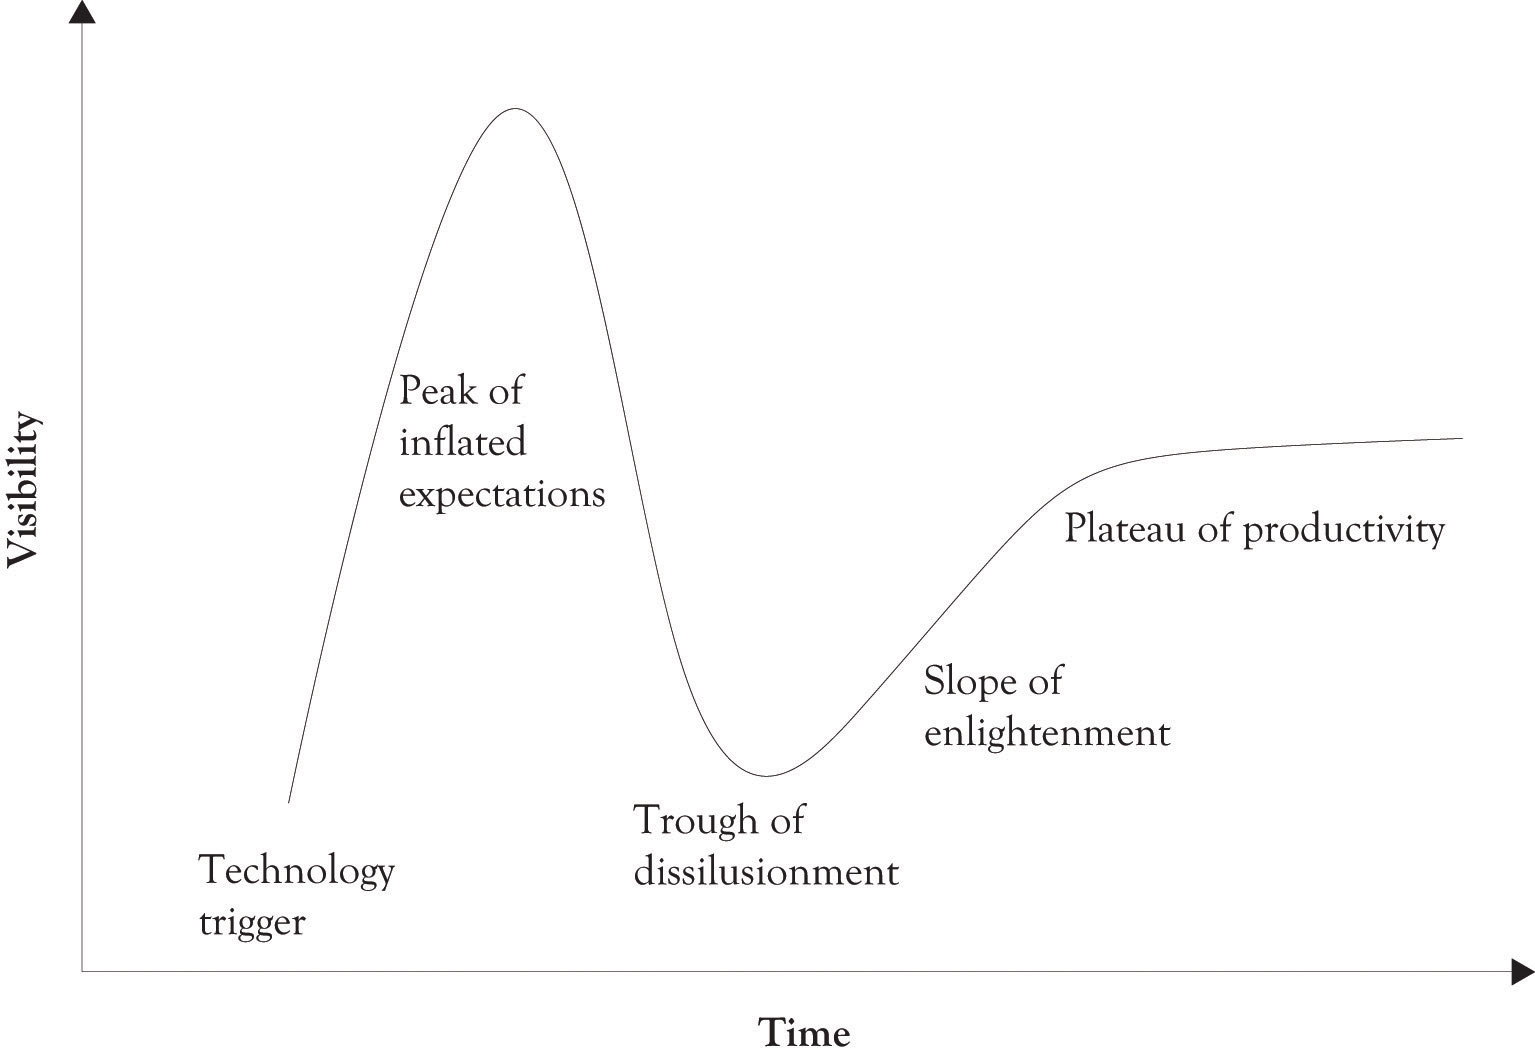 Visibility
Peak of
inflated
expectations
Plateau of productivity
Slope of
enlightenment
Trough of
dissilusionment
Technology
trigger
Time